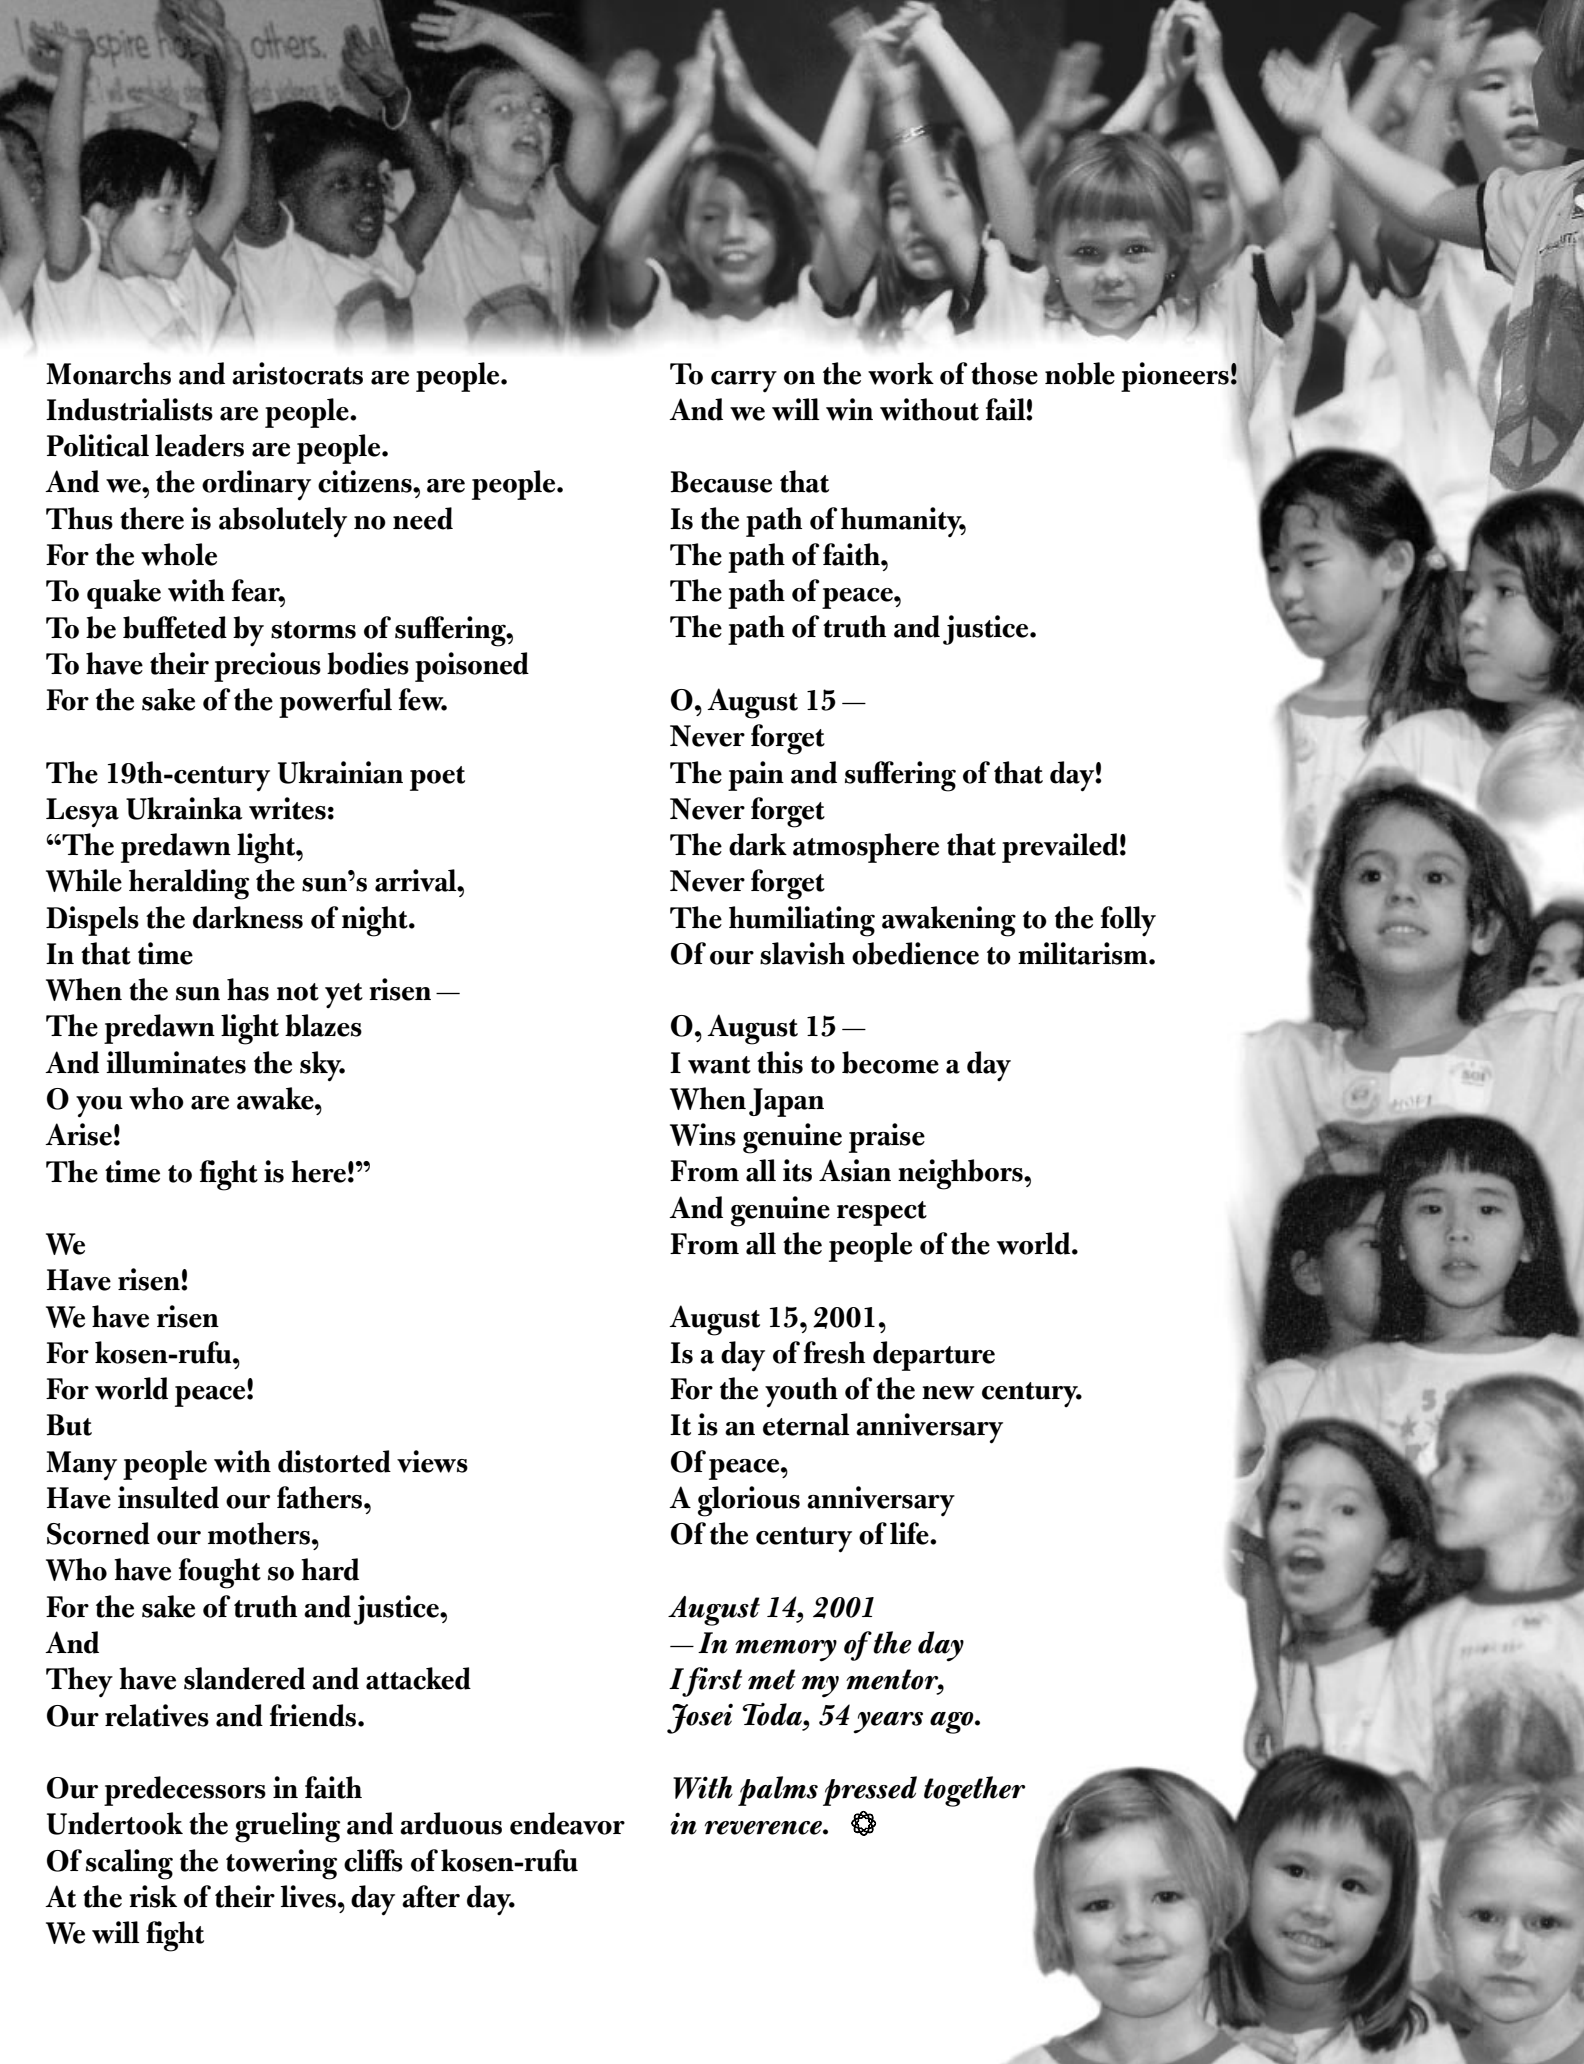 others.
Monarchs and aristocrats are people.
Industrialists are people.
Political leaders are people.
And we, the ordinary citizens, are people.
Thus there is absolutely no need
For the whole
To quake with fear,
To be buffeted by storms of suffering,
To have their precious bodies poisoned
For the sake of the powerful few.
The 19th-century Ukrainian poet
Lesya Ukrainka writes:
“The predawn light,
While heralding the sun’s arrival,
Dispels the darkness of night.
In that time
When the sun has not yet risen —
The predawn light blazes
And illuminates the sky.
O you who are awake,
Arise!
The time to fight is here!”
We
Have risen!
We have risen
For kosen-rufu,
For world peace!
But
Many people with distorted views
Have insulted our fathers,
Scorned our mothers,
Who have fought so hard
For the sake of truth and justice,
And
They have slandered and attacked
Our relatives and friends.
Our predecessors in faith
Undertook the grueling and arduous endeavor
Of scaling the towering cliffs of kosen-rufu
At the risk of their lives, day after day.
We will fight
To carry on the work of those noble pioneers!
And we will win without fail!
Because that
Is the path of humanity,
The path of faith,
The path of peace,
The path of truth and justice.
O, August 15 —
Never forget
The pain and suffering of that day!
Never forget
The dark atmosphere that prevailed!
Never forget
The humiliating awakening to the folly
Of our slavish obedience to militarism.
O, August 15 —
I want this to become a day
When Japan
Wins genuine praise
From all its Asian neighbors,
And genuine respect
From all the people of the world.
August 15, 2001,
Is a day of fresh departure
For the youth of the new century.
It is an eternal anniversary
Of peace,
A glorious anniversary
Of the century of life.
August 14, 2001
— In memory of the day
I first met my mentor,
Josei Toda, 54 years ago.
With palms pressed together
in reverence.